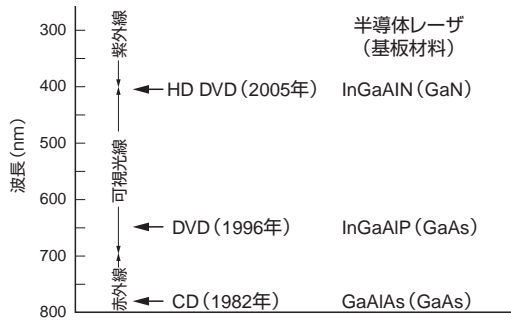 半導体レーザ
(基板材料)
波長(nm)
300
400
500
600
700
800
紫外線
可視光線
赤外線
HD DVD(2005年) InGaAlN(GaN)
DVD(1996年) InGaAlP(GaAs)
CD(1982年) GaAlAs(GaAs)